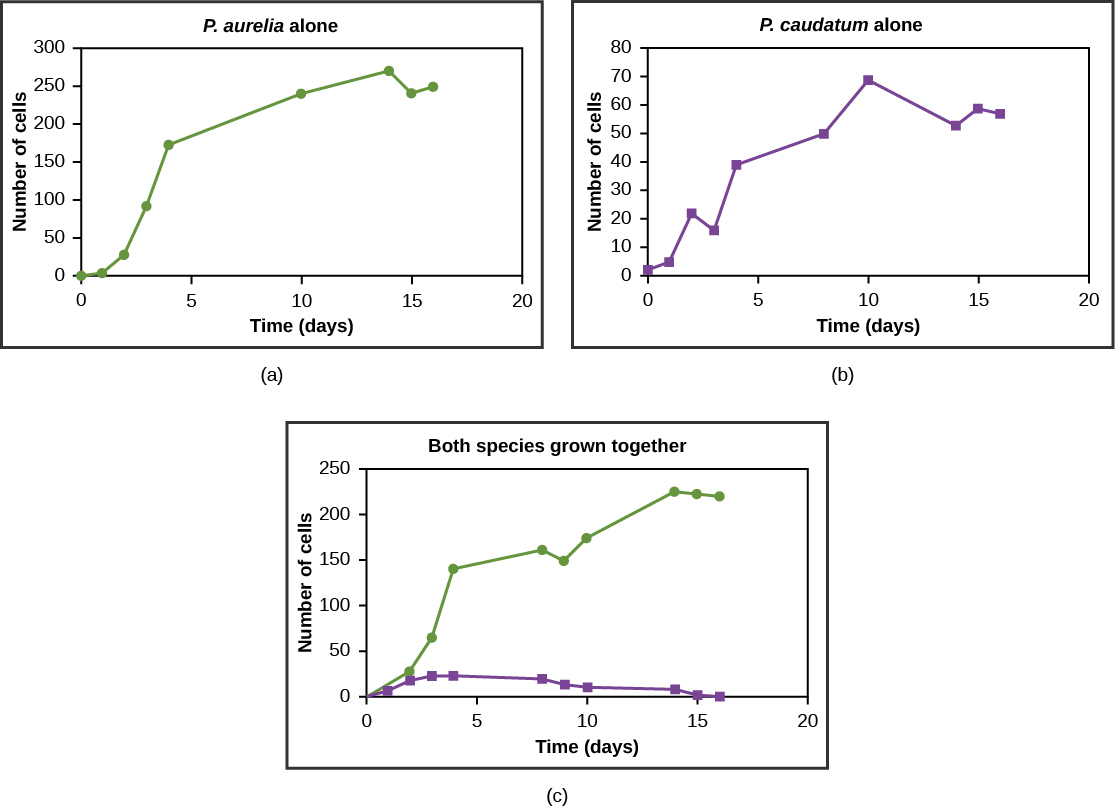 P. aurelia alone
300
250
200
150
100
50
0
Number of cells
0 5 10 15 20
Time (days)
(a)
P. caudatum alone
80
70
60
50
40
30
20
10
0
Number of cells
0 5 10 15 20
Time (days)
(b)
Both species grown together
250
200
150
100
50
0
Number of cells
0 5 10 15 20
Time (days)
(c)